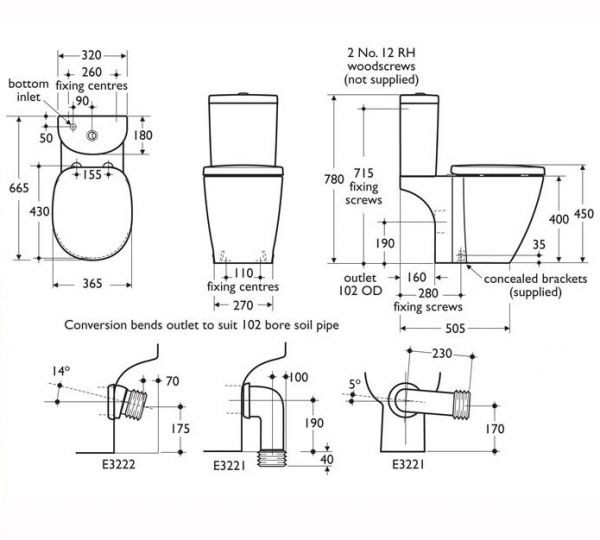 320
260
fixing centres
bottom
inlet
90
50
180
155
665
430
365
110
fixing centres
270
2 No. 12 RH
woodscrews
(not supplied)
780
715
fixing
screws
190
outlet
102 OD
160
280
fixing screws
505
400
450
35
concealed brackets
(supplied)
Conversion bends outlet to suit 102 bore soil pipe
14°
70
175
E3222
100
190
40
E3221
230
5°
170
E3221